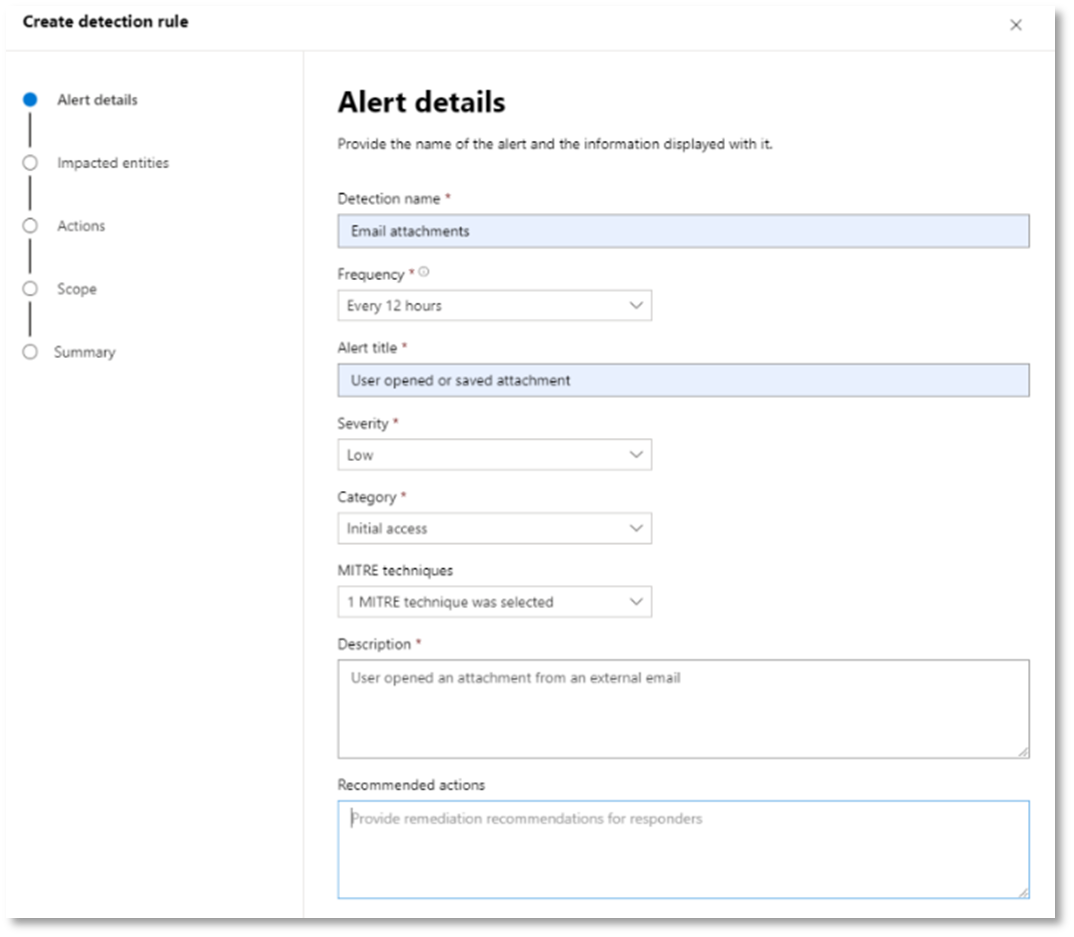 Create detection rule
Alert details
Impacted entities
Actions
Scope
Summary
Alert details
Provide the name of the alert and the information displayed with it.
Detection name *
Email attachments
Frequency *
Every 12 hours
Alert title *
User opened or saved attachment
Severity *
Low
Category *
Initial access
MITRE techniques
1 MITRE technique was selected
Description *
User opened an attachment from an external email
Recommended actions
Provide remediation recommendations for responders